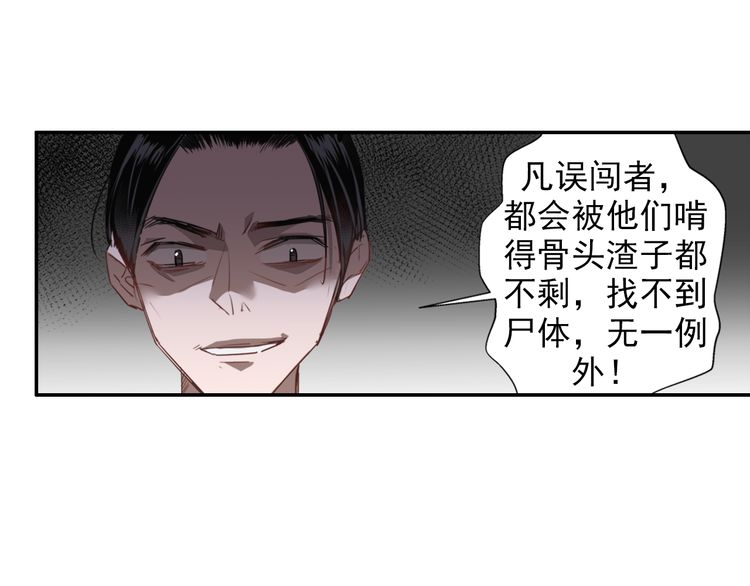 凡误闯者，
都会被他们啃
得骨头渣子都
不剩，找不到
尸体，无一例
外！